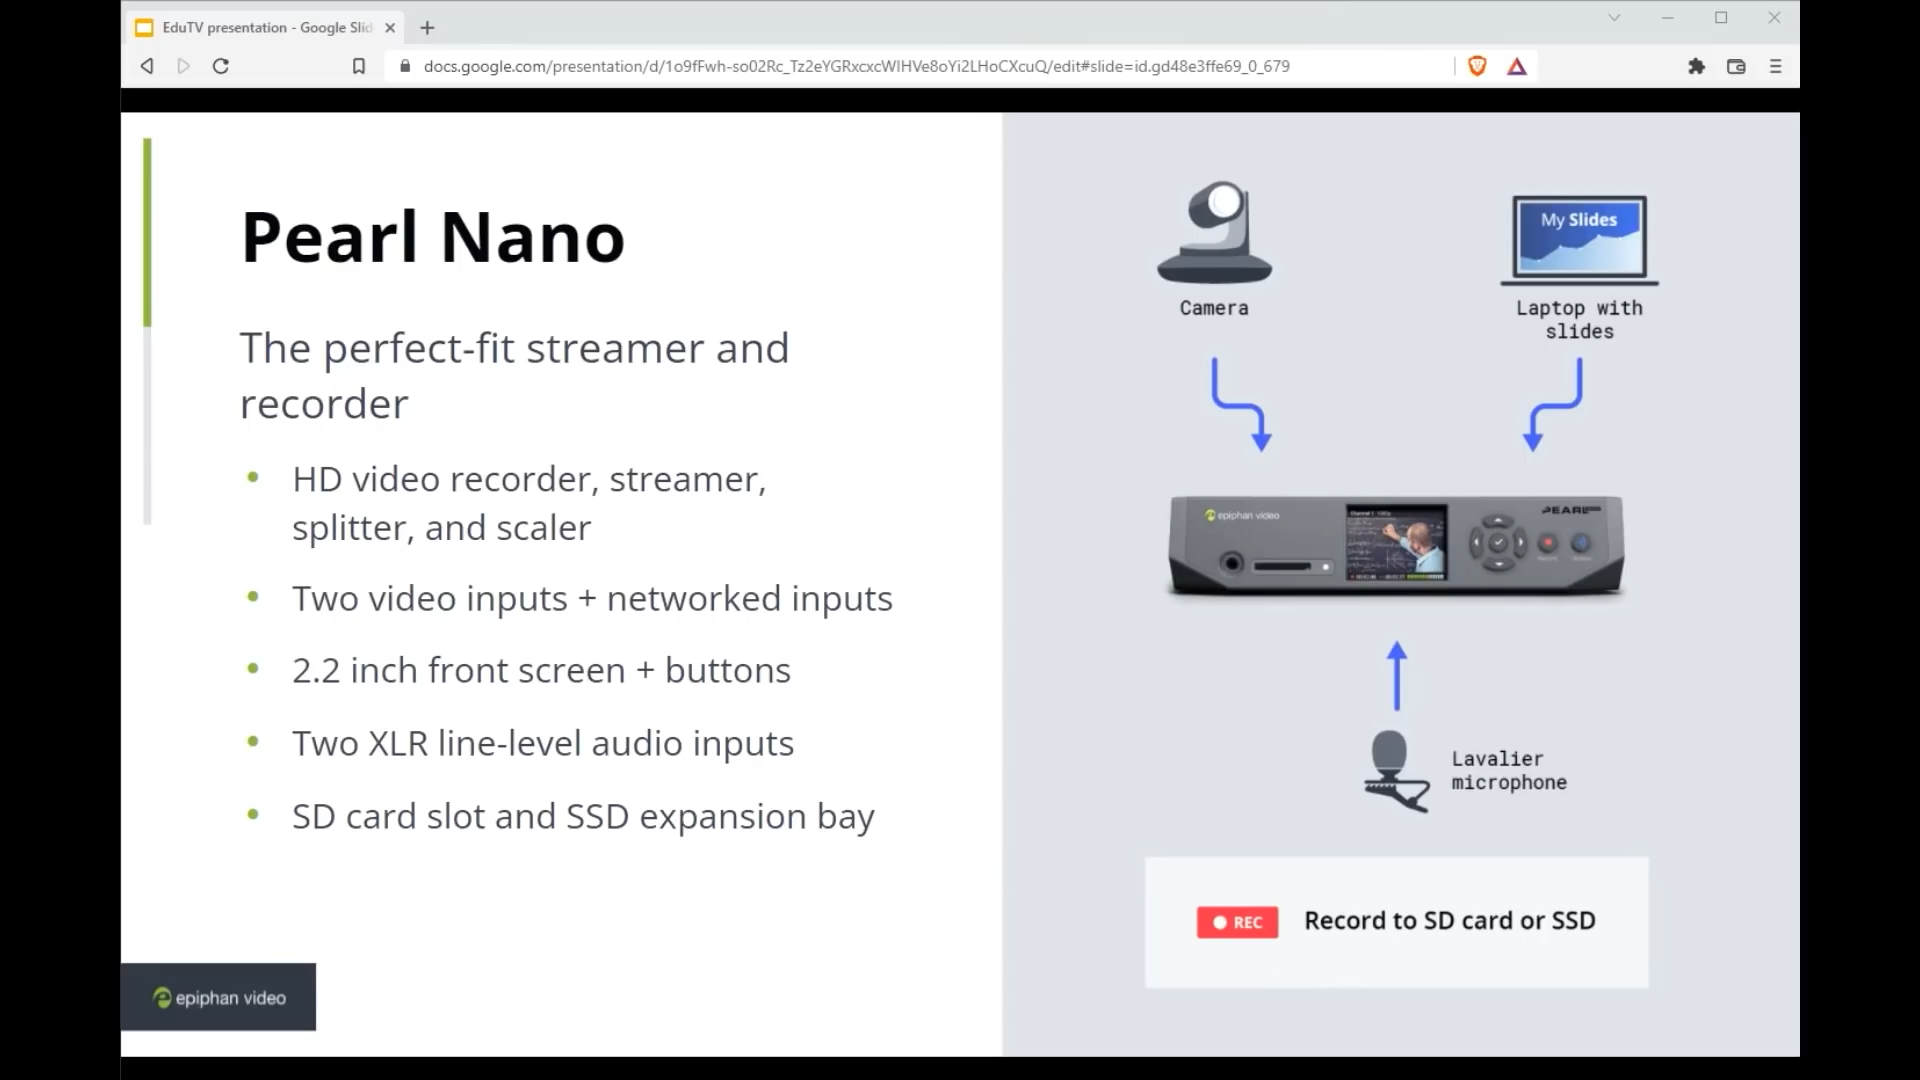 EduTV presentation - Google Slid
docs.google.com/presentation/d/1o9fFwh-so02Rc_Tz2eYGRxcxcWlHVe8oYi2LHoCXcuQ/edit#slide=id.gd48e3ffe69_0_679
Pearl Nano
The perfect-fit streamer and
recorder
• HD video recorder, streamer,
splitter, and scaler
• Two video inputs + networked inputs
• 2.2 inch front screen + buttons
• Two XLR line-level audio inputs
• SD card slot and SSD expansion bay
epiphan video
My Slides
Camera
Laptop with
slides
epiphan video
PEARL
Channel 1
Lavalier
microphone
REC
Record to SD card or SSD